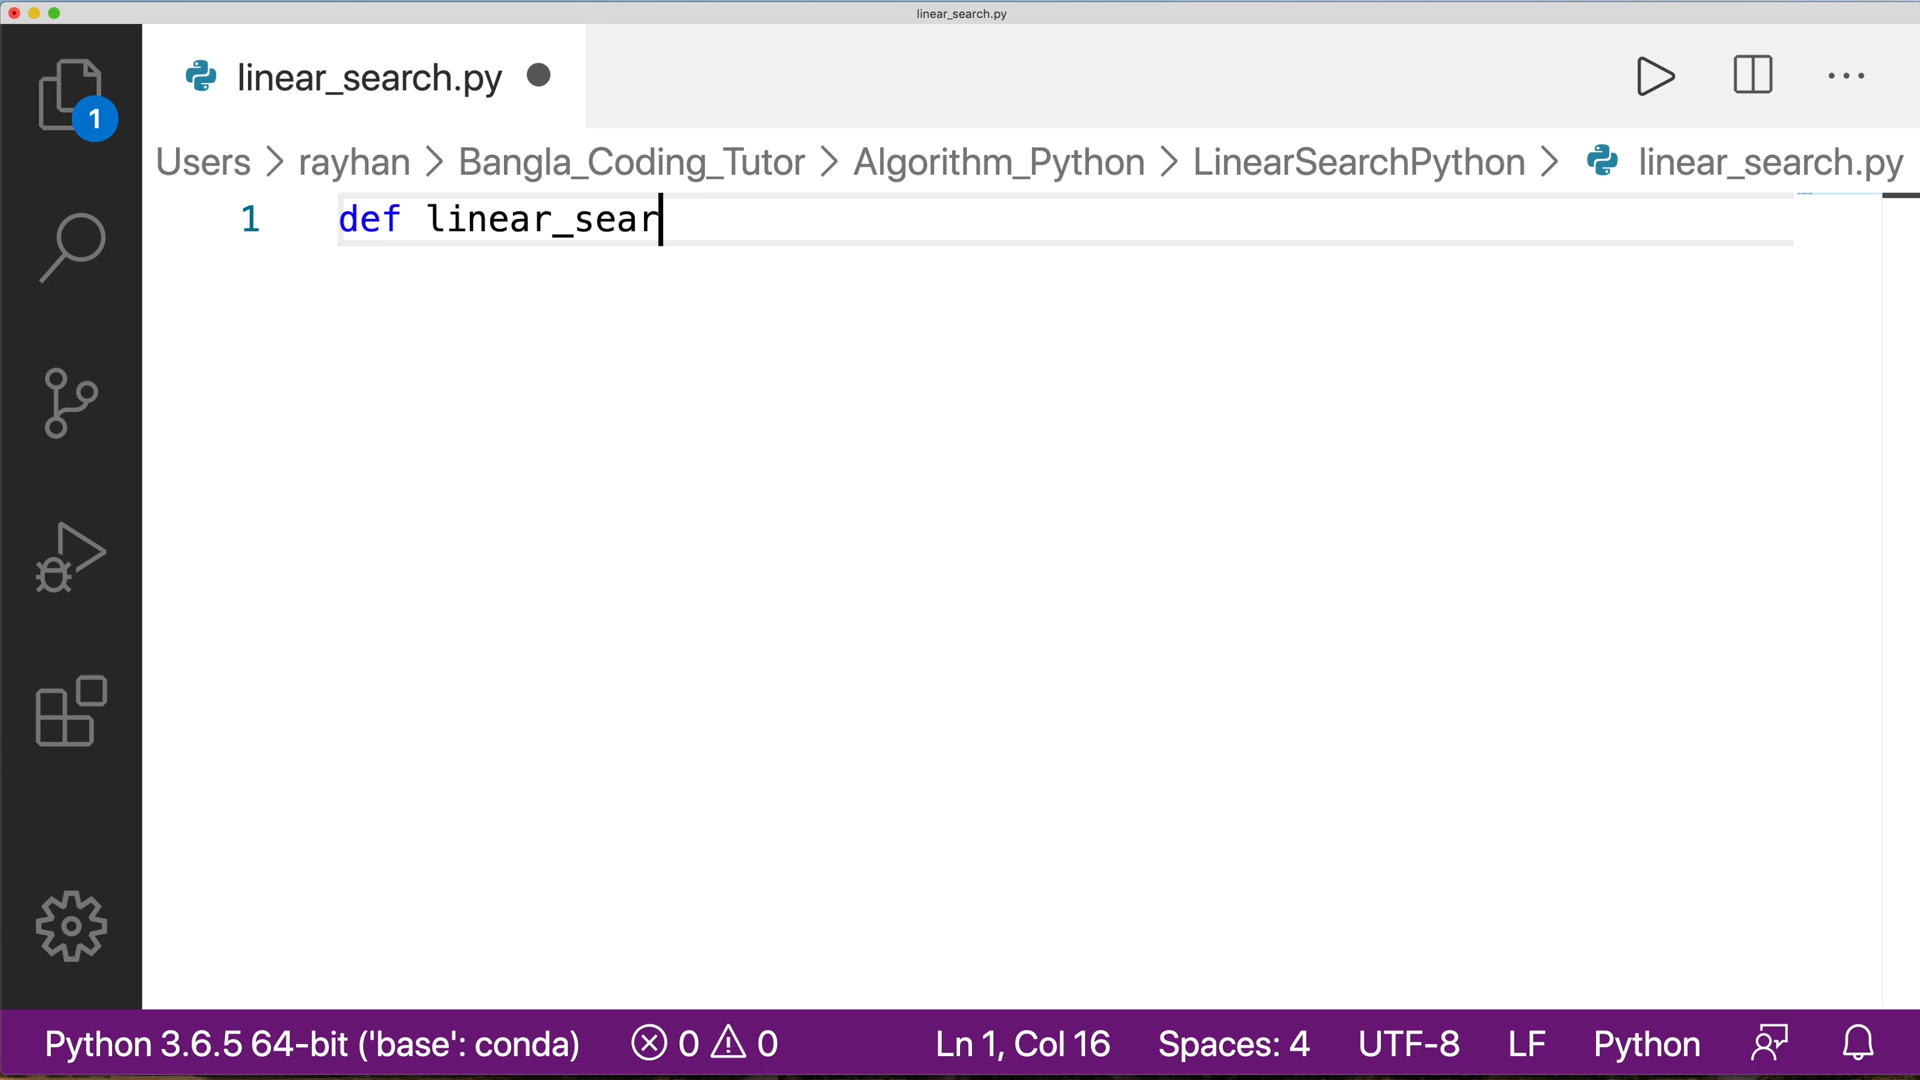 linear_search.py
linear_search.py
1
Users > rayhan > Bangla_Coding_Tutor > Algorithm_Python > LinearSearchPython > linear_search.py
1 def linear_sear
Python 3.6.5 64-bit ('base': conda) 0 0 Ln 1, Col 16 Spaces: 4 UTF-8 LF Python